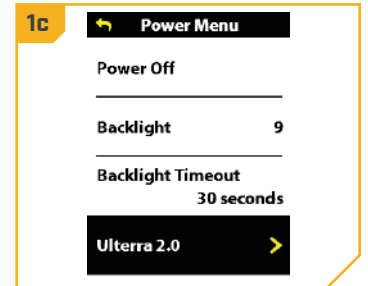 1c
Power Menu
Power Off
Backlight 9
Backlight Timeout
30 seconds
Ulterra 2.0